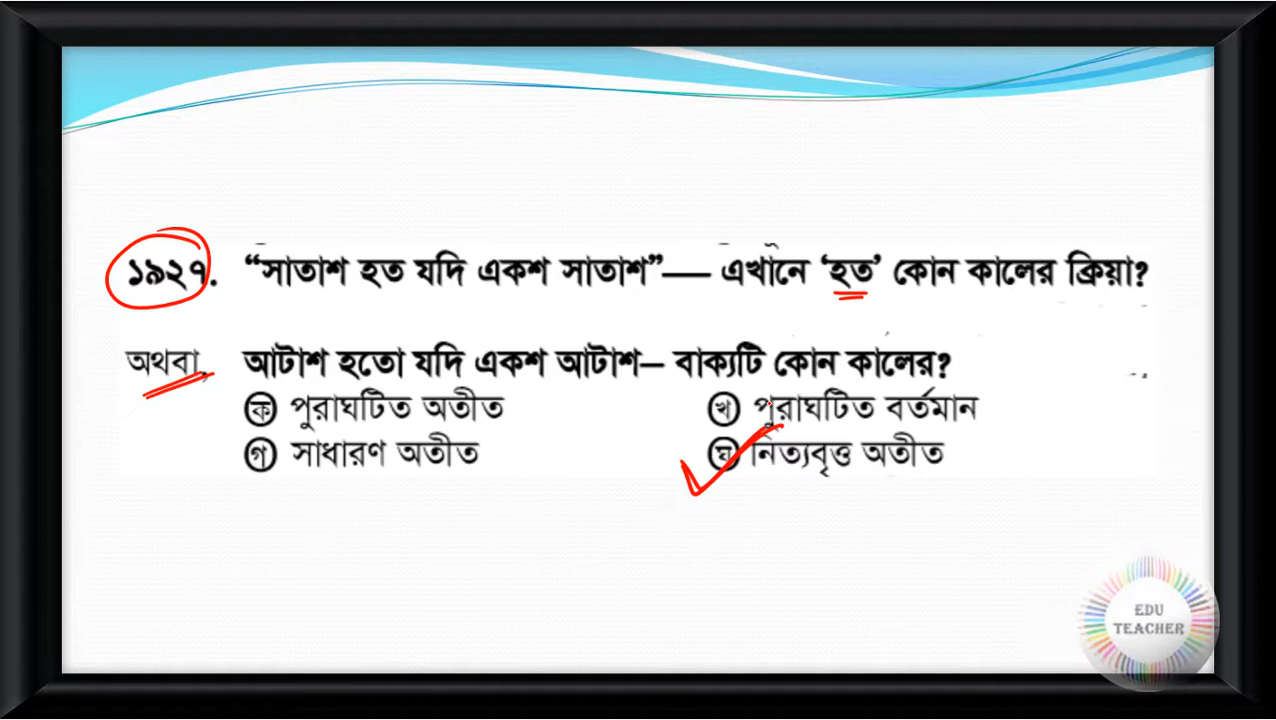 ১৯২৭. “সাতাশ হত যদি একশ সাতাশ”— এখানে ‘হত’ কোন কালের ক্রিয়া?
অথবা, আটাশ হতো যদি একশ আটাশ– বাক্যটি কোন কালের?
ক পুরাঘটিত অতীত খ পুরাঘটিত বর্তমান
গ সাধারণ অতীত ঘ নিত্যবৃত্ত অতীত
EDU
TEACHER